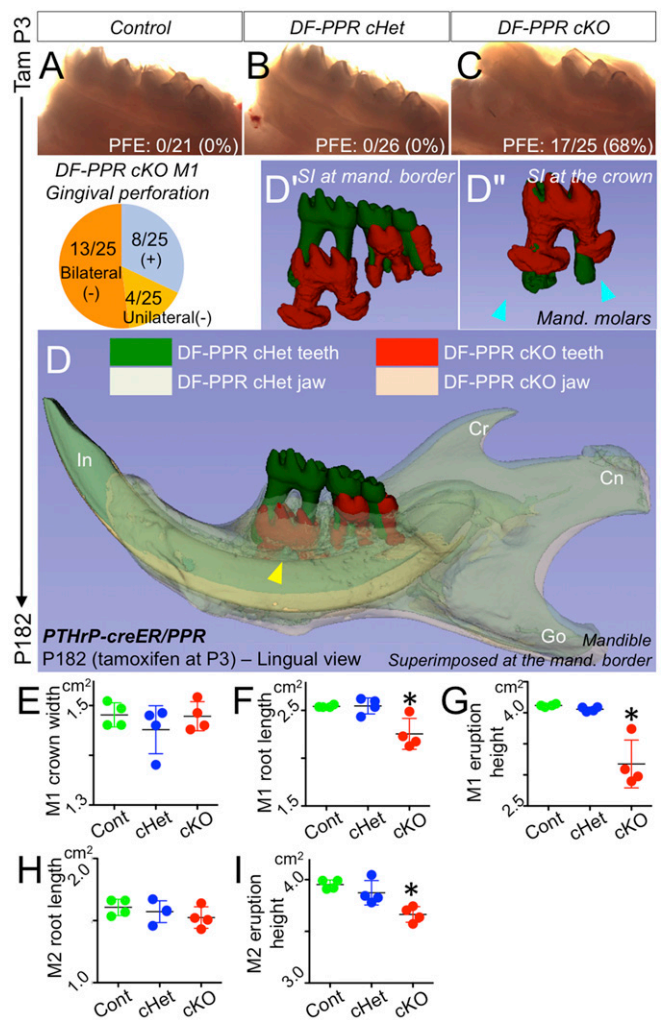 Tam P3
Control
DF-PPR cHet
DF-PPR cKO
A
B
C
PFE: 0/21 (0%)
PFE: 0/26 (0%)
PFE: 17/25 (68%)
DF-PPR cKO M1
Gingival perforation
13/25
Bilateral
(-)
8/25
(+)
4/25
Unilateral(-)
D'
SI at mand. border
D"
SI at the crown
Mand. molars
D
DF-PPR cHet teeth
DF-PPR cKO teeth
DF-PPR cHet jaw
DF-PPR cKO jaw
In
Cr
Cn
Go
PTHrP-creER/PPR
P182 (tamoxifen at P3) – Lingual view
Mandible
Superimposed at the mand. border
P182
E
cm2
M1 crown width
1.5
1.3
Cont
cHet
cKO
F
cm2
M1 root length
2.5
1.5
*
Cont
cHet
cKO
G
cm2
M1 eruption
height
4.0
2.5
*
Cont
cHet
cKO
H
cm2
M2 root length
2.0
1.0
Cont
cHet
cKO
I
cm2
M2 eruption
height
4.0
3.0
*
Cont
cHet
cKO